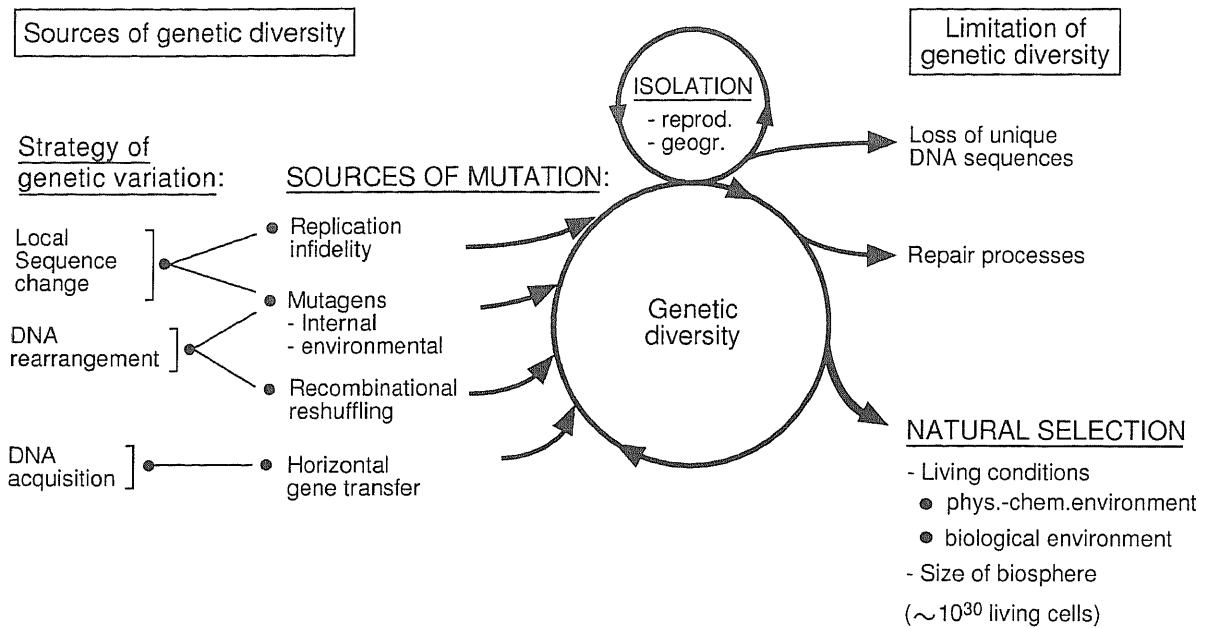 Sources of genetic diversity
Strategy of
genetic variation:
Local
Sequence
change
DNA
rearrangement
DNA
acquisition
SOURCES OF MUTATION:
Replication
infidelity
Mutagens
- Internal
- environmental
Recombinational
reshuffling
Horizontal
gene transfer
ISOLATION
- reprod.
- geogr.
Genetic
diversity
Limitation of
genetic diversity
Loss of unique
DNA sequences
Repair processes
NATURAL SELECTION
- Living conditions
● phys.-chem.environment
● biological environment
- Size of biosphere
(~10³⁰ living cells)